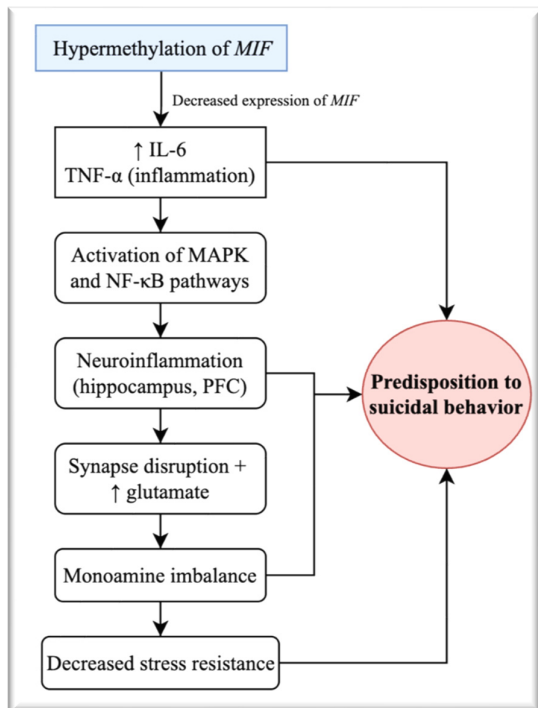 Hypermethylation of MIF
Decreased expression of MIF
↑ IL-6
TNF-α (inflammation)
Activation of MAPK
and NF-κB pathways
Neuroinflammation
(hippocampus, PFC)
Predisposition to
suicidal behavior
Synapse disruption +
↑ glutamate
Monoamine imbalance
Decreased stress resistance